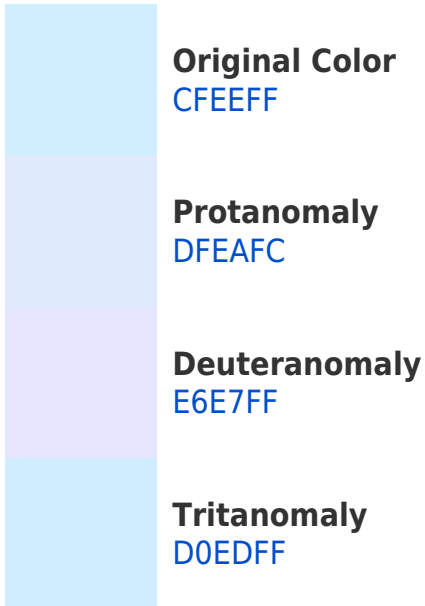 Original Color
CFEEFF
Protanomaly
DFEAFC
Deuteranomaly
E6E7FF
Tritanomaly
D0EDFF